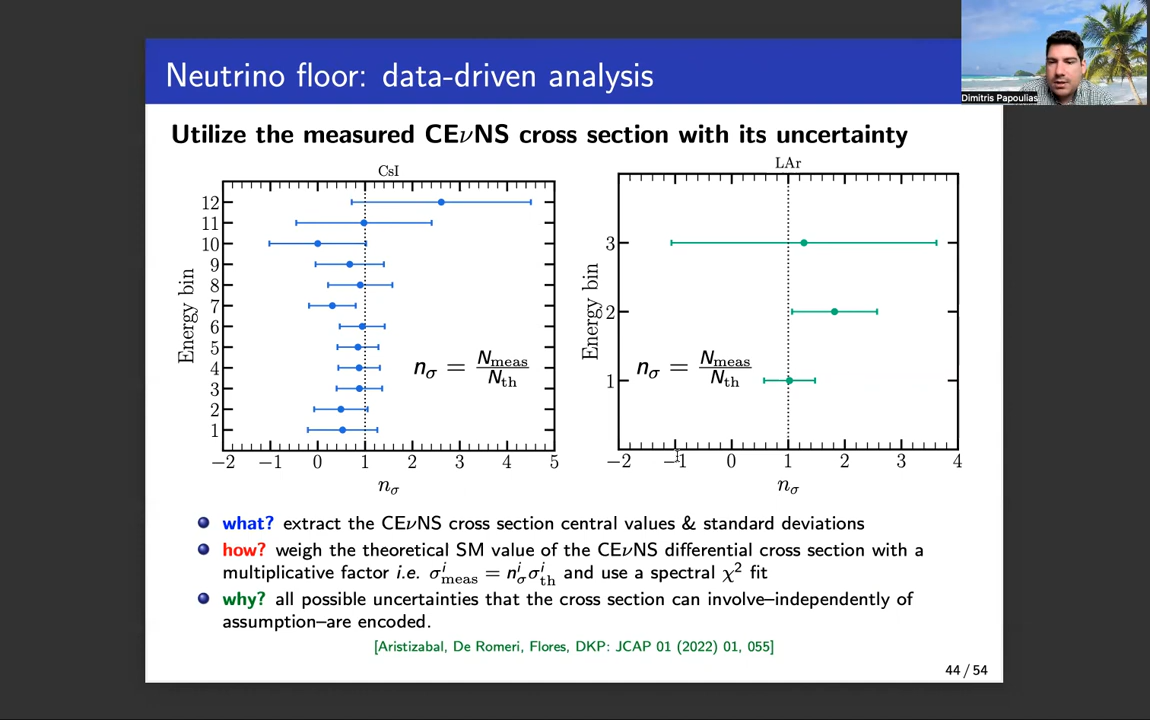 Neutrino floor: data-driven analysis
Dimitris Papoulias
Utilize the measured CEνNS cross section with its uncertainty
CsI
12
11
10
9
8
7
6
5
4
3
2
1
Energy bin
nσ = Nmeas / Nth
−2 −1 0 1 2 3 4 5
nσ
LAr
3
2
1
Energy bin
nσ = Nmeas / Nth
−2 −1 0 1 2 3 4
nσ
what? extract the CEνNS cross section central values & standard deviations
how? weigh the theoretical SM value of the CEνNS differential cross section with a
multiplicative factor i.e. σ^i_meas = n^i_σ σ^i_th and use a spectral χ² fit
why? all possible uncertainties that the cross section can involve–independently of
assumption–are encoded.
[Aristizabal, De Romeri, Flores, DKP: JCAP 01 (2022) 01, 055]
44 / 54